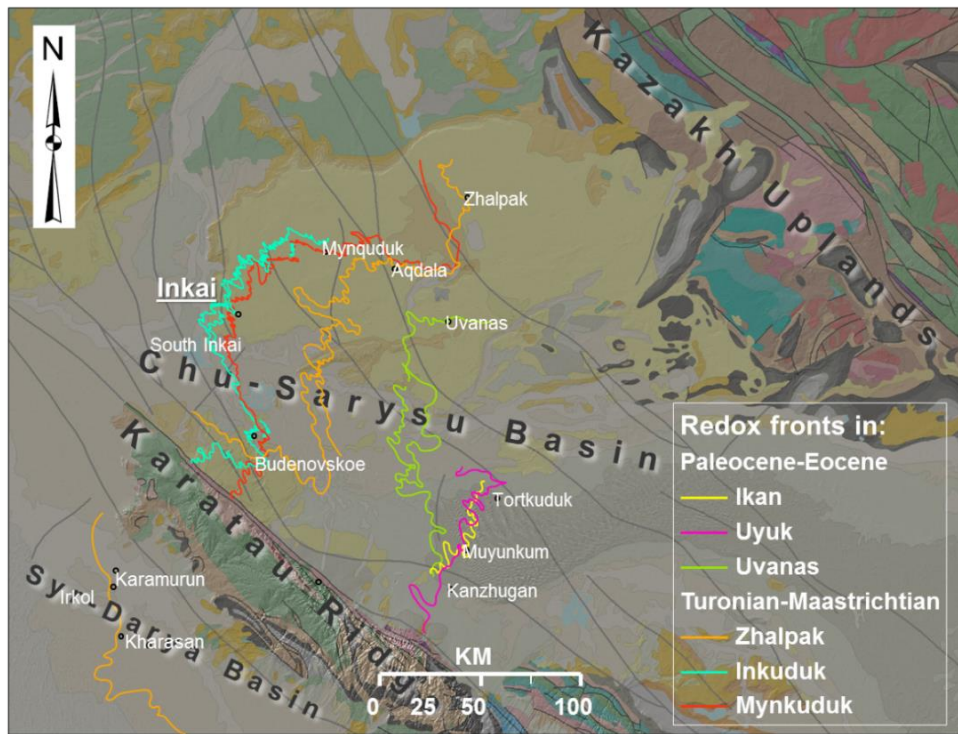 N
Kazakh Uplands
Zhalpak
Mynquduk
Aqdala
Inkai
Uvanas
South Inkai
Chu-Sarysu Basin
Karatau-Ridge
Budenovskoe
Tortkuduk
Muyunkum
Karamurun
Irkol
Kanzhugan
Syr-Darya Basin
Kharasan
KM
0 25 50 100
Redox fronts in:
Paleocene-Eocene
Ikan
Uyuk
Uvanas
Turonian-Maastrichtian
Zhalpak
Inkuduk
Mynkuduk